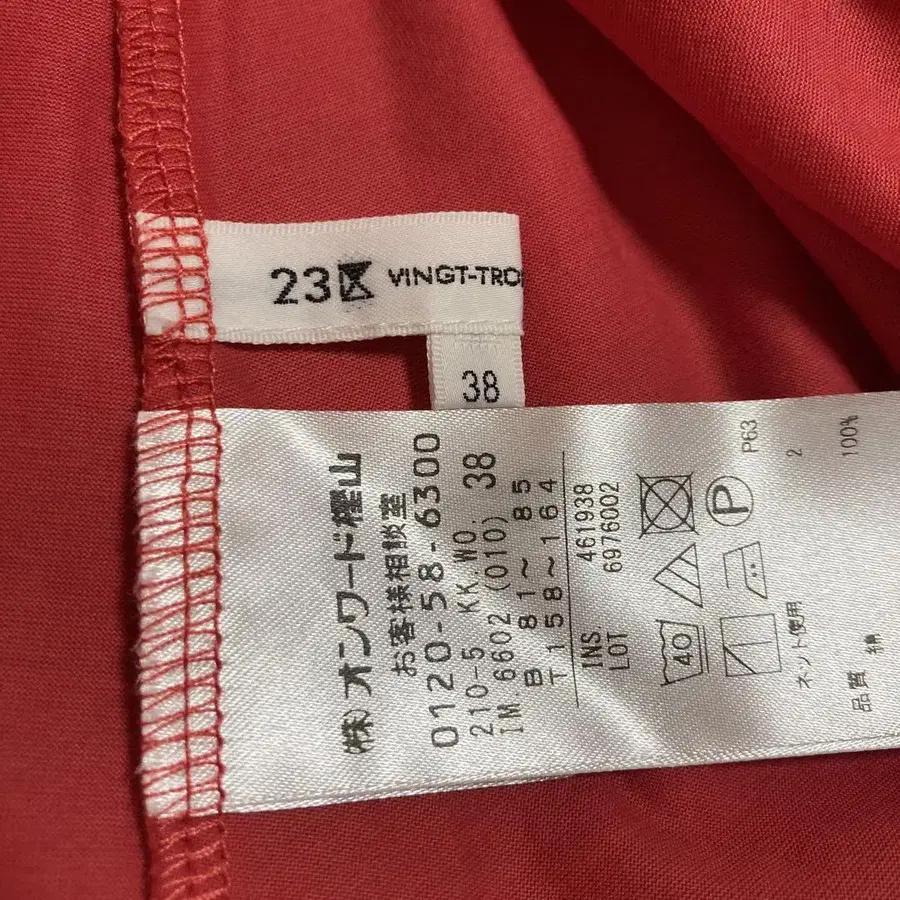 23区 VINGT-TROI
38
(株)オンワード樫山
お客様相談室
0120-58-6300
210-5 KK.WO. 38
IM 6602 (010)
B 81~ 85
T158~164
INS 461938
LOT 6976002
40
P
ネット使用
P63
2
品質 綿 100%